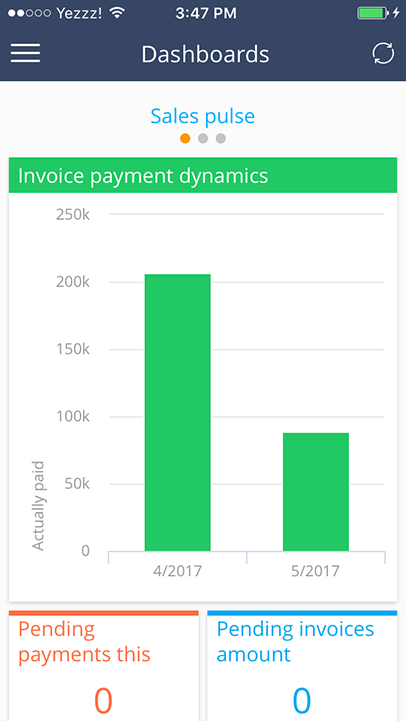 Yezzz! 3:47 PM
Dashboards
Sales pulse
Invoice payment dynamics
250k
200k
150k
100k
50k
0
Actually paid
4/2017 5/2017
Pending
payments this
0
Pending invoices
amount
0